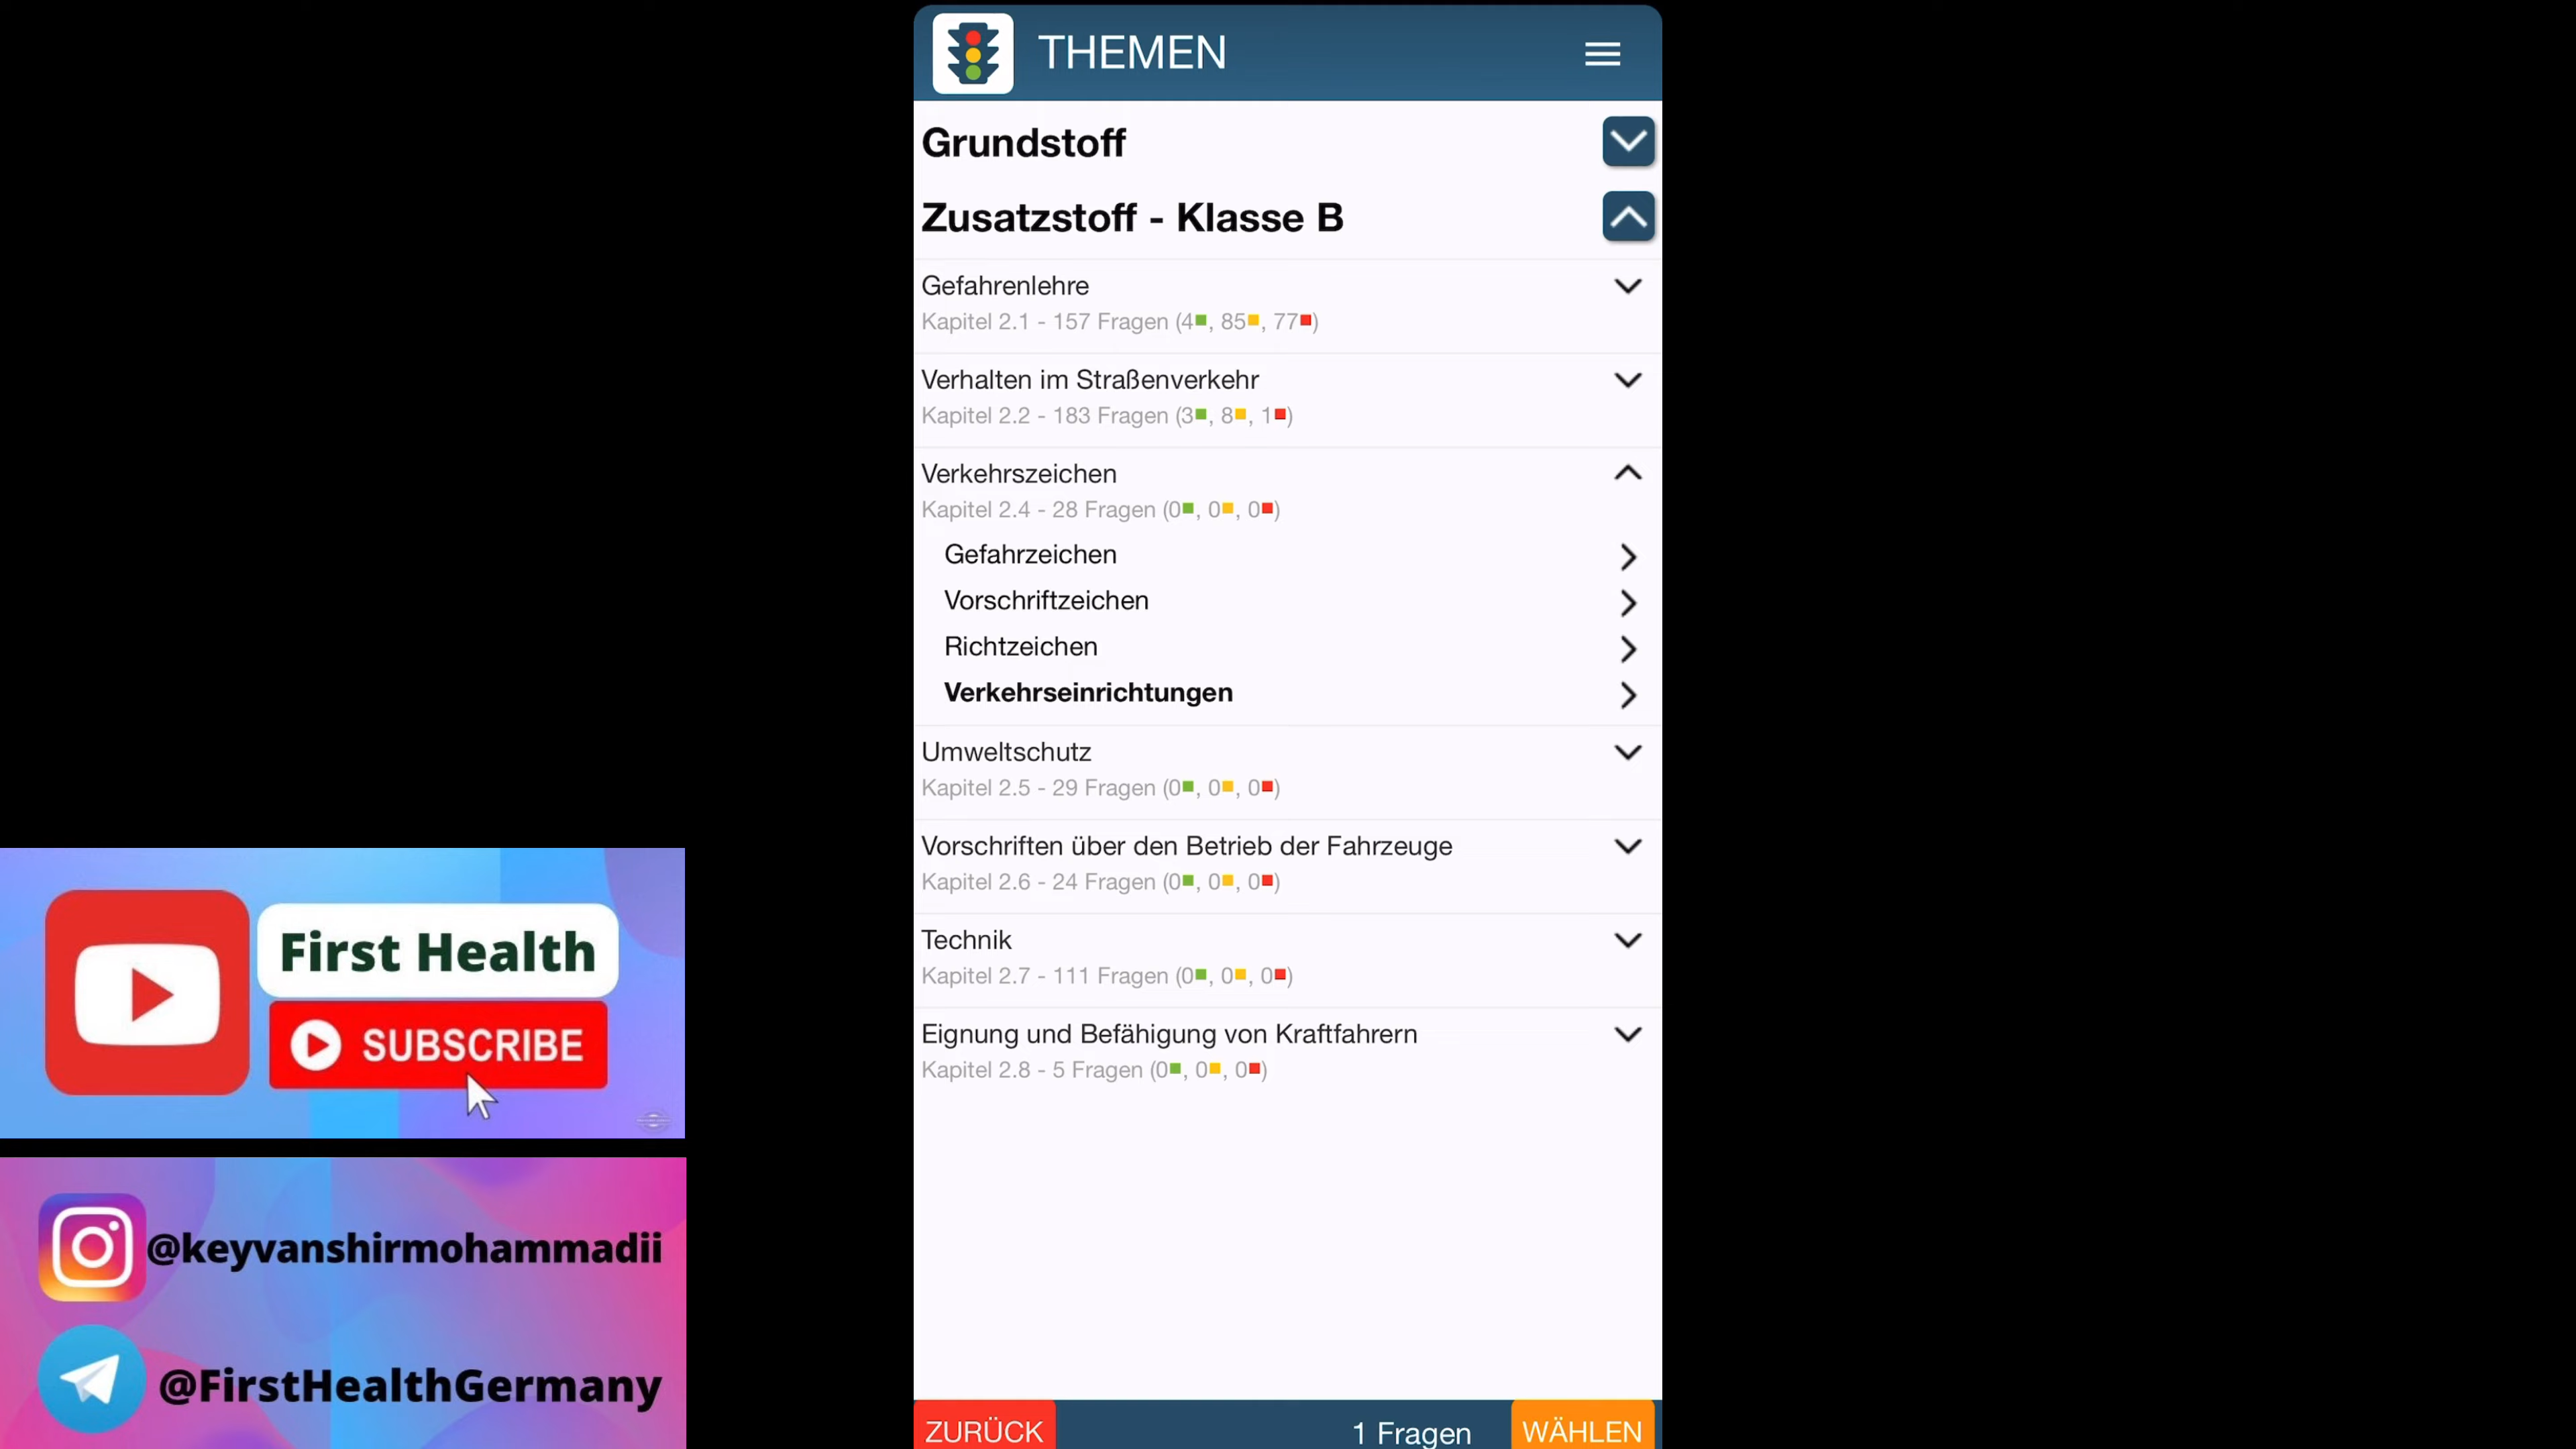 THEMEN
Grundstoff
Zusatzstoff - Klasse B
Gefahrenlehre
Kapitel 2.1 - 157 Fragen (4, 85, 77)
Verhalten im Straßenverkehr
Kapitel 2.2 - 183 Fragen (3, 8, 1)
Verkehrszeichen
Kapitel 2.4 - 28 Fragen (0, 0, 0)
Gefahrzeichen
Vorschriftzeichen
Richtzeichen
Verkehrseinrichtungen
Umweltschutz
Kapitel 2.5 - 29 Fragen (0, 0, 0)
Vorschriften über den Betrieb der Fahrzeuge
Kapitel 2.6 - 24 Fragen (0, 0, 0)
Technik
Kapitel 2.7 - 111 Fragen (0, 0, 0)
Eignung und Befähigung von Kraftfahrern
Kapitel 2.8 - 5 Fragen (0, 0, 0)
ZURÜCK 1 Fragen WÄHLEN
First Health
SUBSCRIBE
@keyvanshirmohammadii
@FirstHealthGermany